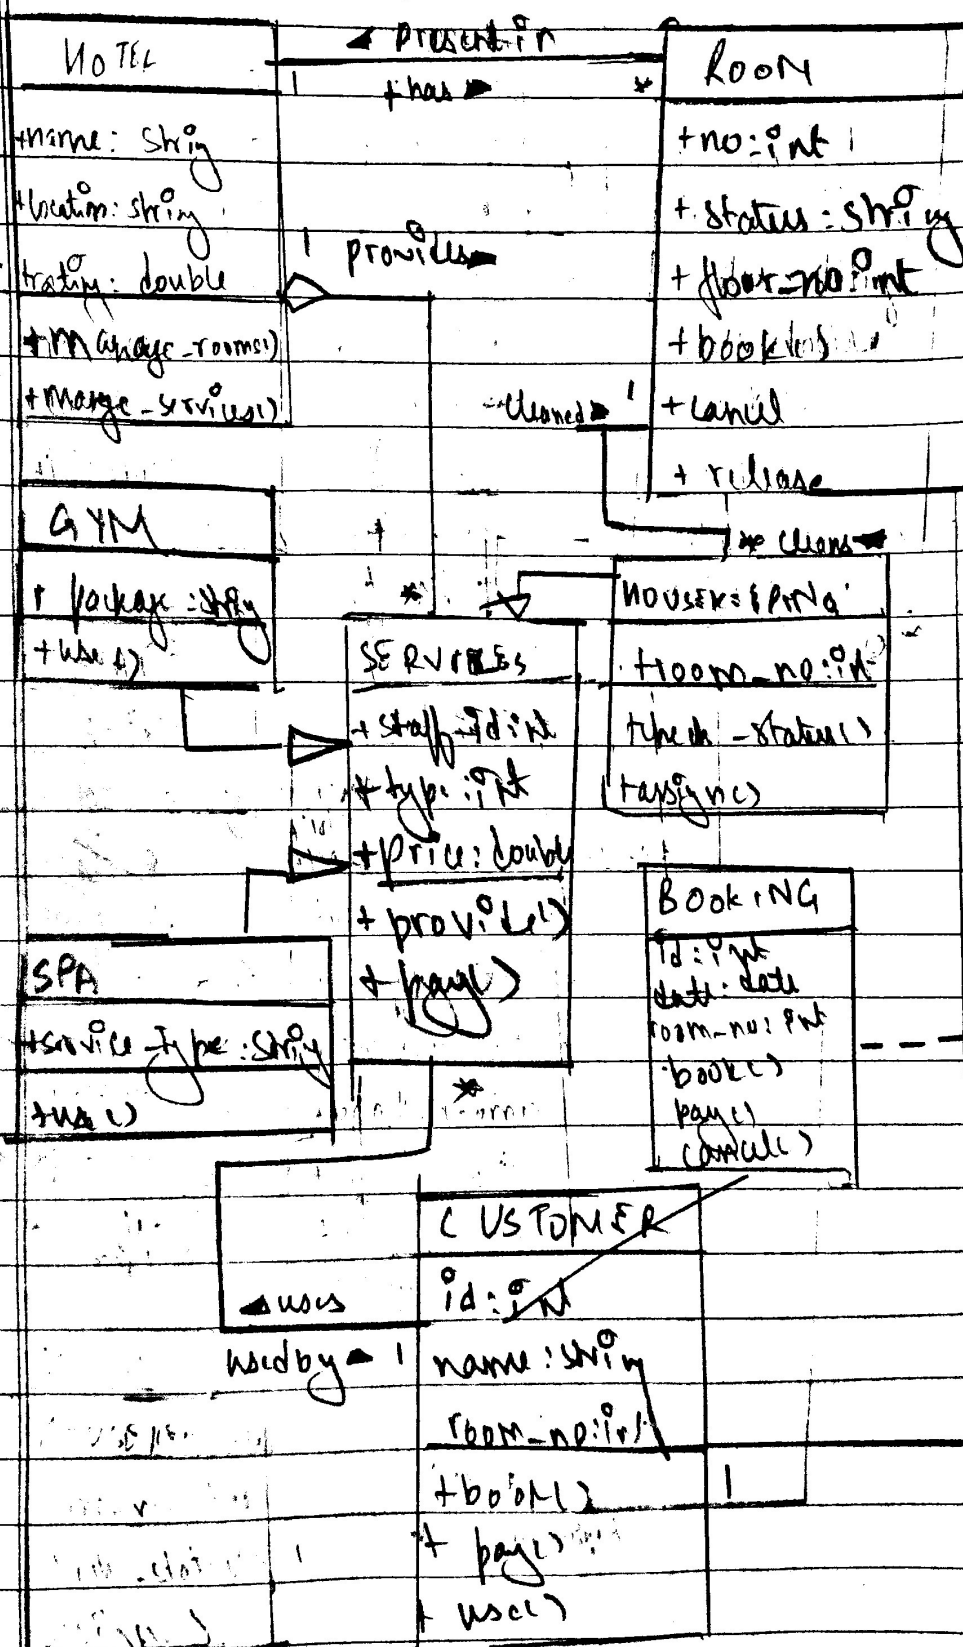 HOTEL
+name: string
+location: string
+rating: double
+manage_rooms()
+manage_services()
◄ present in
1
+has ►
*
ROOM
+no:int
+status:string
+floor_no:int
+cancel
+release
1 provides ►
cleaned ► 1
* cleans ◄
GYM
package:string
+use()
*
SERVICES
+staff_id:int
+type:int
+price:double
+provide()
+pay()
*
HOUSEKEEPING
+room_no:int
+check_status()
+assign()
SPA
+service_type:string
+use()
BOOKING
id:int
date:date
room_no:int
book()
pay()
cancel()
CUSTOMER
id:int
name:string
room_no:int
+book()
+pay()
+use()
◄ uses
used by ► 1
1